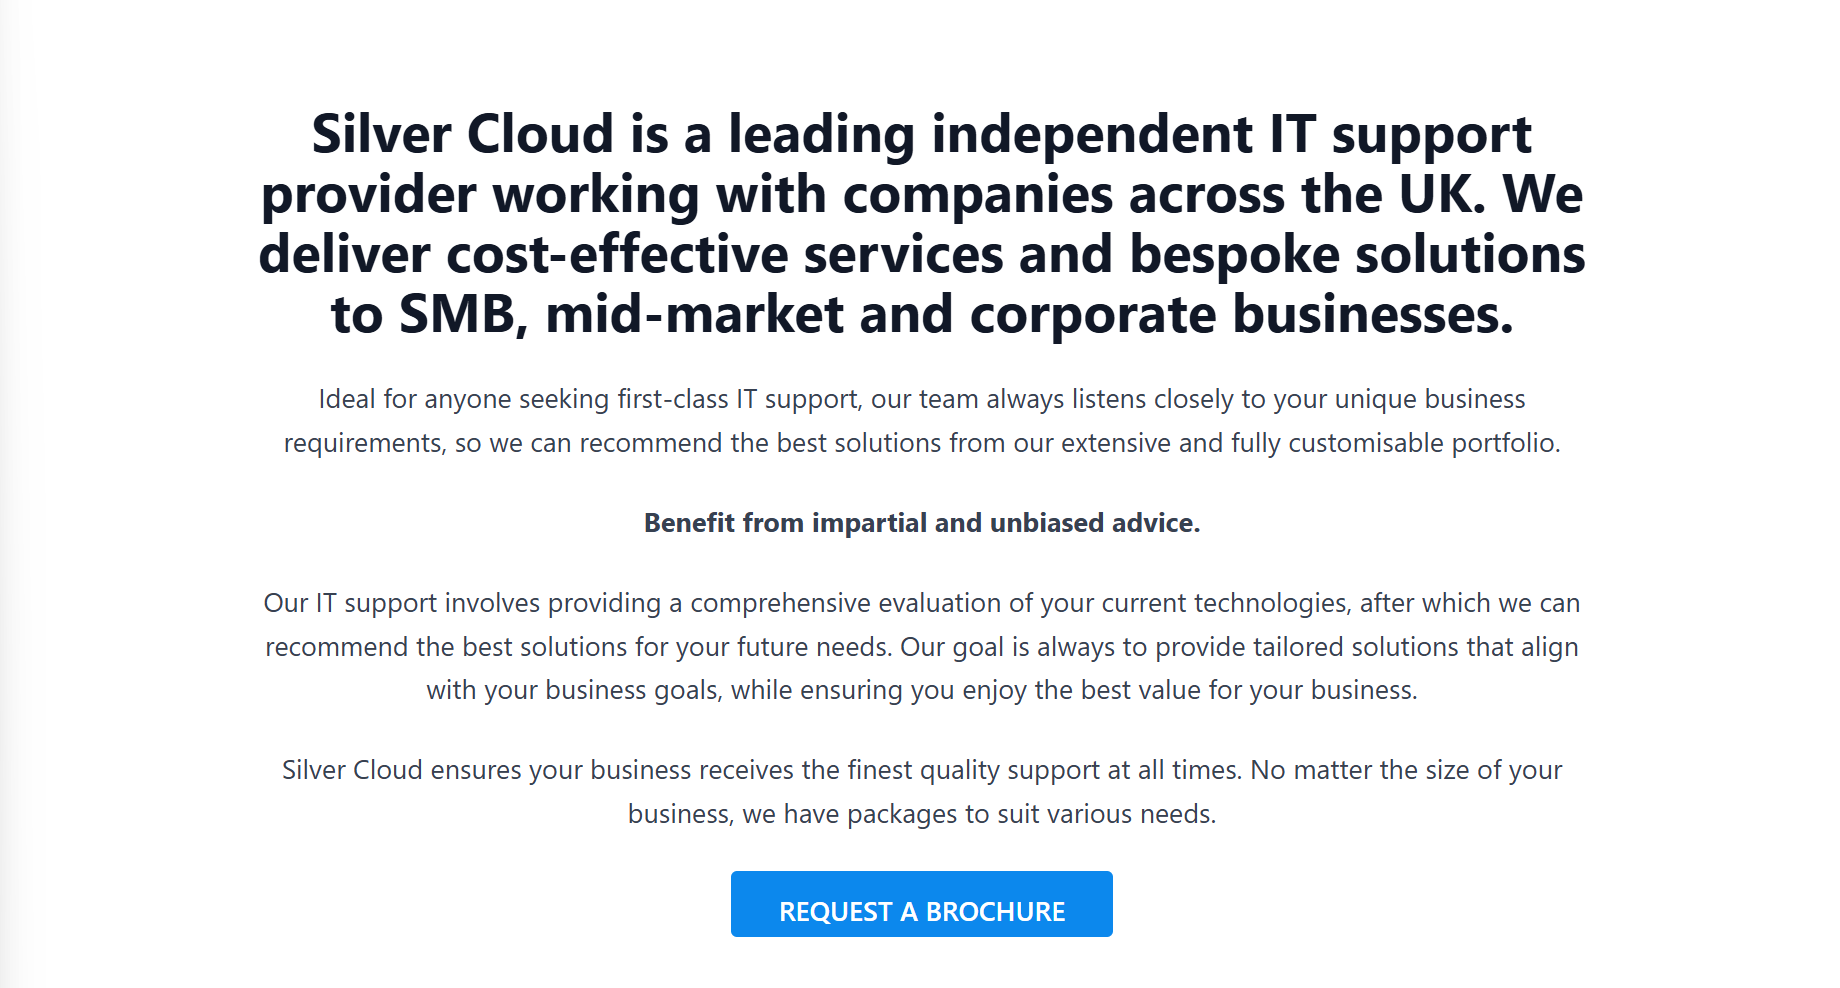 Silver Cloud is a leading independent IT support
provider working with companies across the UK. We
deliver cost-effective services and bespoke solutions
to SMB, mid-market and corporate businesses.
Ideal for anyone seeking first-class IT support, our team always listens closely to your unique business
requirements, so we can recommend the best solutions from our extensive and fully customisable portfolio.
Benefit from impartial and unbiased advice.
Our IT support involves providing a comprehensive evaluation of your current technologies, after which we can
recommend the best solutions for your future needs. Our goal is always to provide tailored solutions that align
with your business goals, while ensuring you enjoy the best value for your business.
Silver Cloud ensures your business receives the finest quality support at all times. No matter the size of your
business, we have packages to suit various needs.
REQUEST A BROCHURE